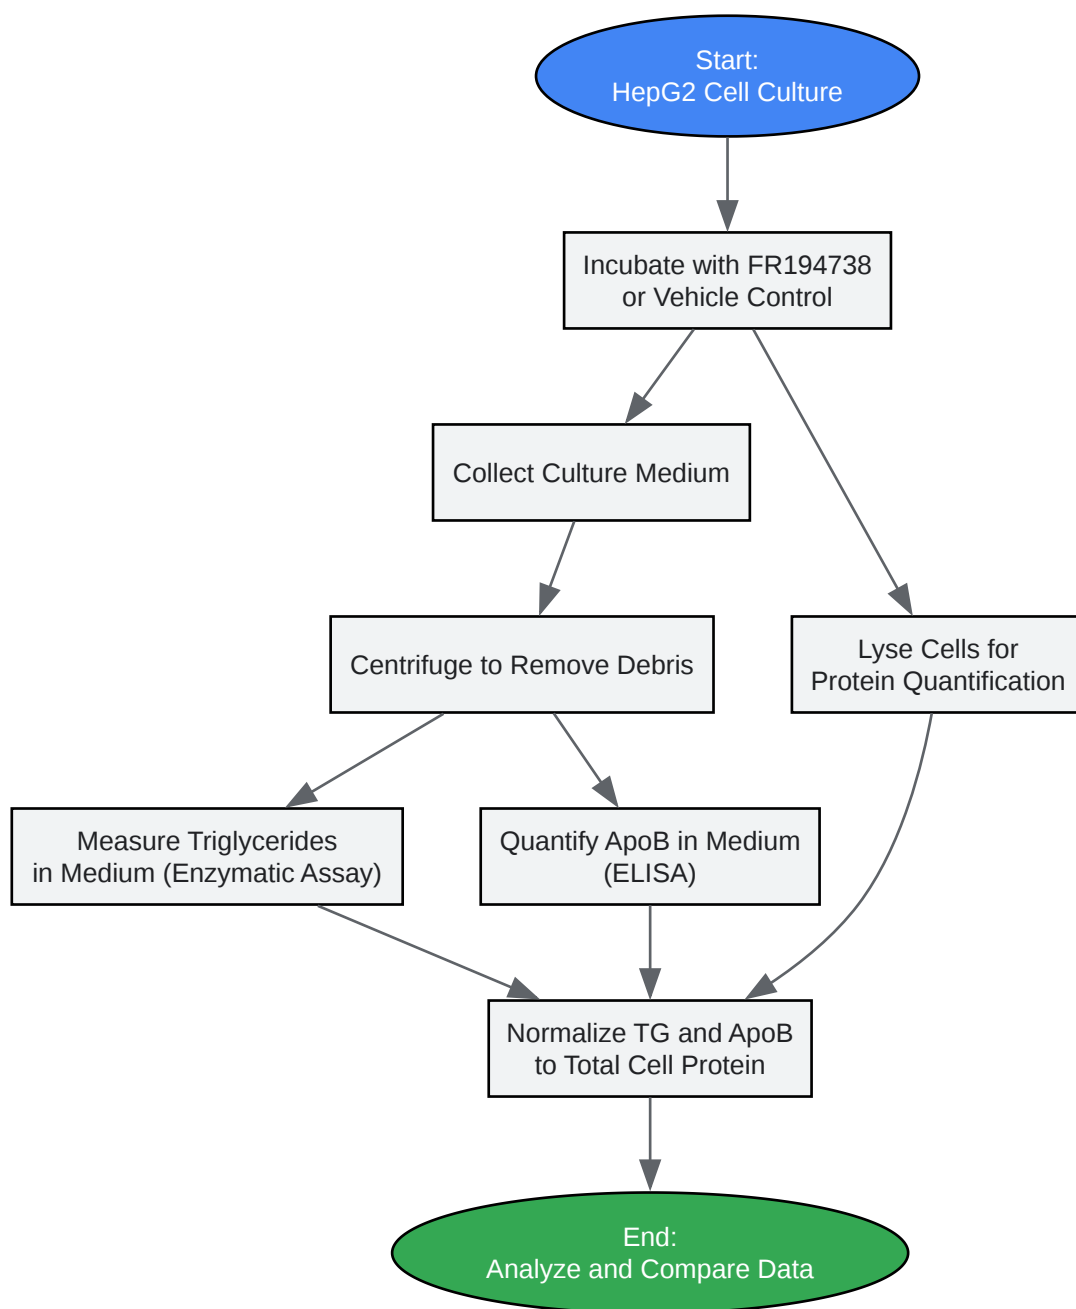 Start:
HepG2 Cell Culture
Incubate with FR194738
or Vehicle Control
Collect Culture Medium
Centrifuge to Remove Debris
Lyse Cells for
Protein Quantification
Measure Triglycerides
in Medium (Enzymatic Assay)
Quantify ApoB in Medium
(ELISA)
Normalize TG and ApoB
to Total Cell Protein
End:
Analyze and Compare Data